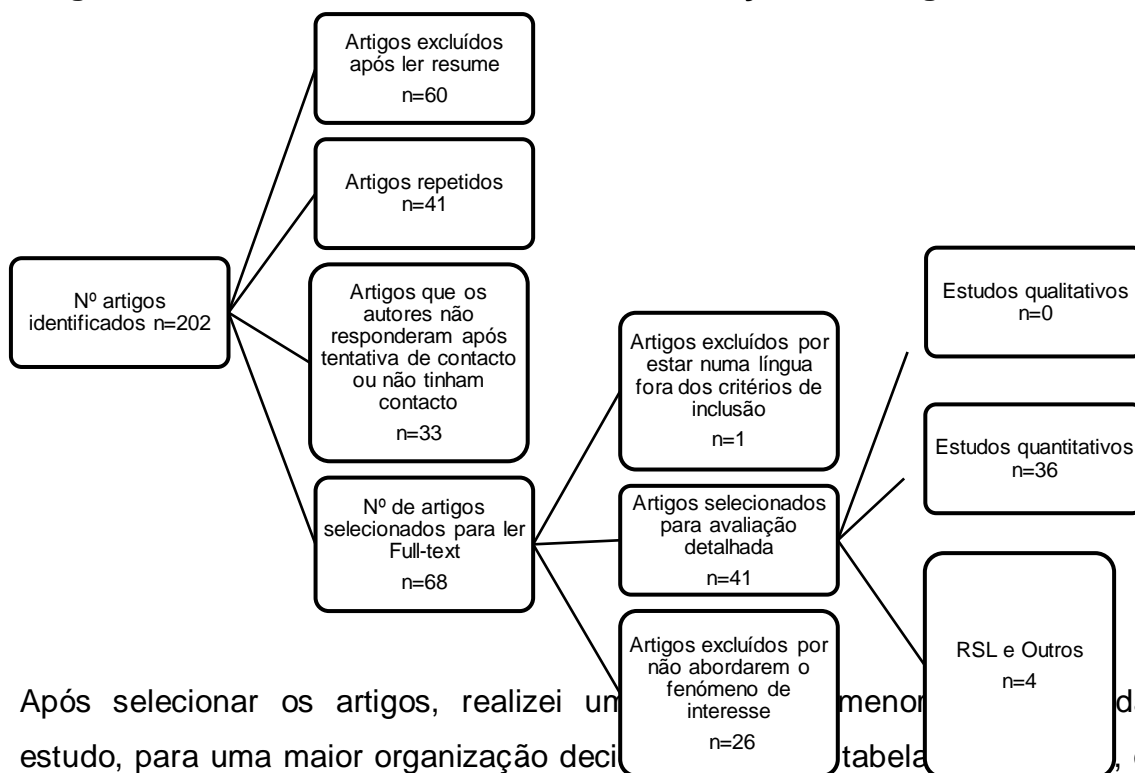 Artigos excluídos
após ler resume
n=60
Artigos repetidos
n=41
Nº artigos
identificados n=202
Artigos que os
autores não
responderam após
tentativa de contacto
ou não tinham
contacto
n=33
Nº de artigos
selecionados para ler
Full-text
n=68
Artigos excluídos por
estar numa língua
fora dos critérios de
inclusão
n=1
Artigos selecionados
para avaliação
detalhada
n=41
Artigos excluídos por
não abordarem o
fenómeno de
interesse
n=26
Estudos qualitativos
n=0
Estudos quantitativos
n=36
RSL e Outros
n=4
Após selecionar os artigos, realizei
estudo, para uma maior organização tabela